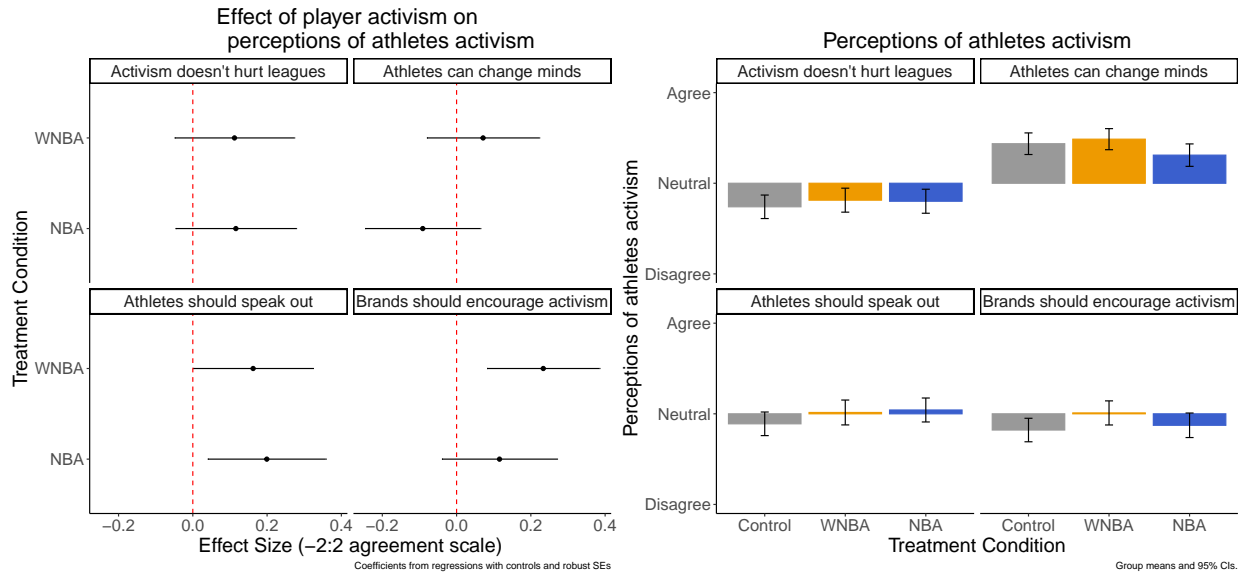 Effect of player activism on
perceptions of athletes activism
Activism doesn't hurt leagues
Athletes can change minds
WNBA
NBA
Athletes should speak out
Brands should encourage activism
WNBA
NBA
Treatment Condition
−0.2 0.0 0.2 0.4 −0.2 0.0 0.2 0.4
Effect Size (−2:2 agreement scale)
Coefficients from regressions with controls and robust SEs
Perceptions of athletes activism
Activism doesn't hurt leagues
Athletes can change minds
Agree
Neutral
Disagree
Athletes should speak out
Brands should encourage activism
Agree
Neutral
Disagree
Perceptions of athletes activism
Control WNBA NBA Control WNBA NBA
Treatment Condition
Group means and 95% CIs.